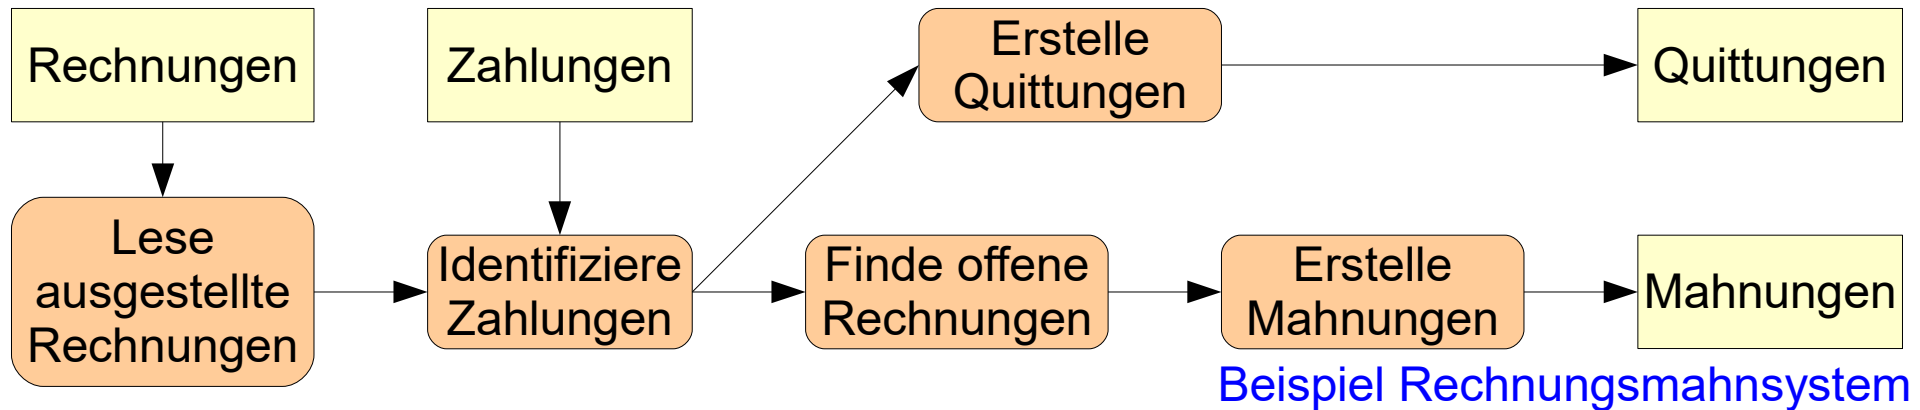 Rechnungen
Zahlungen
Erstelle
Quittungen
Quittungen
Lese
ausgestellte
Rechnungen
Identifiziere
Zahlungen
Finde offene
Rechnungen
Erstelle
Mahnungen
Mahnungen
Beispiel Rechnungsmahnsystem